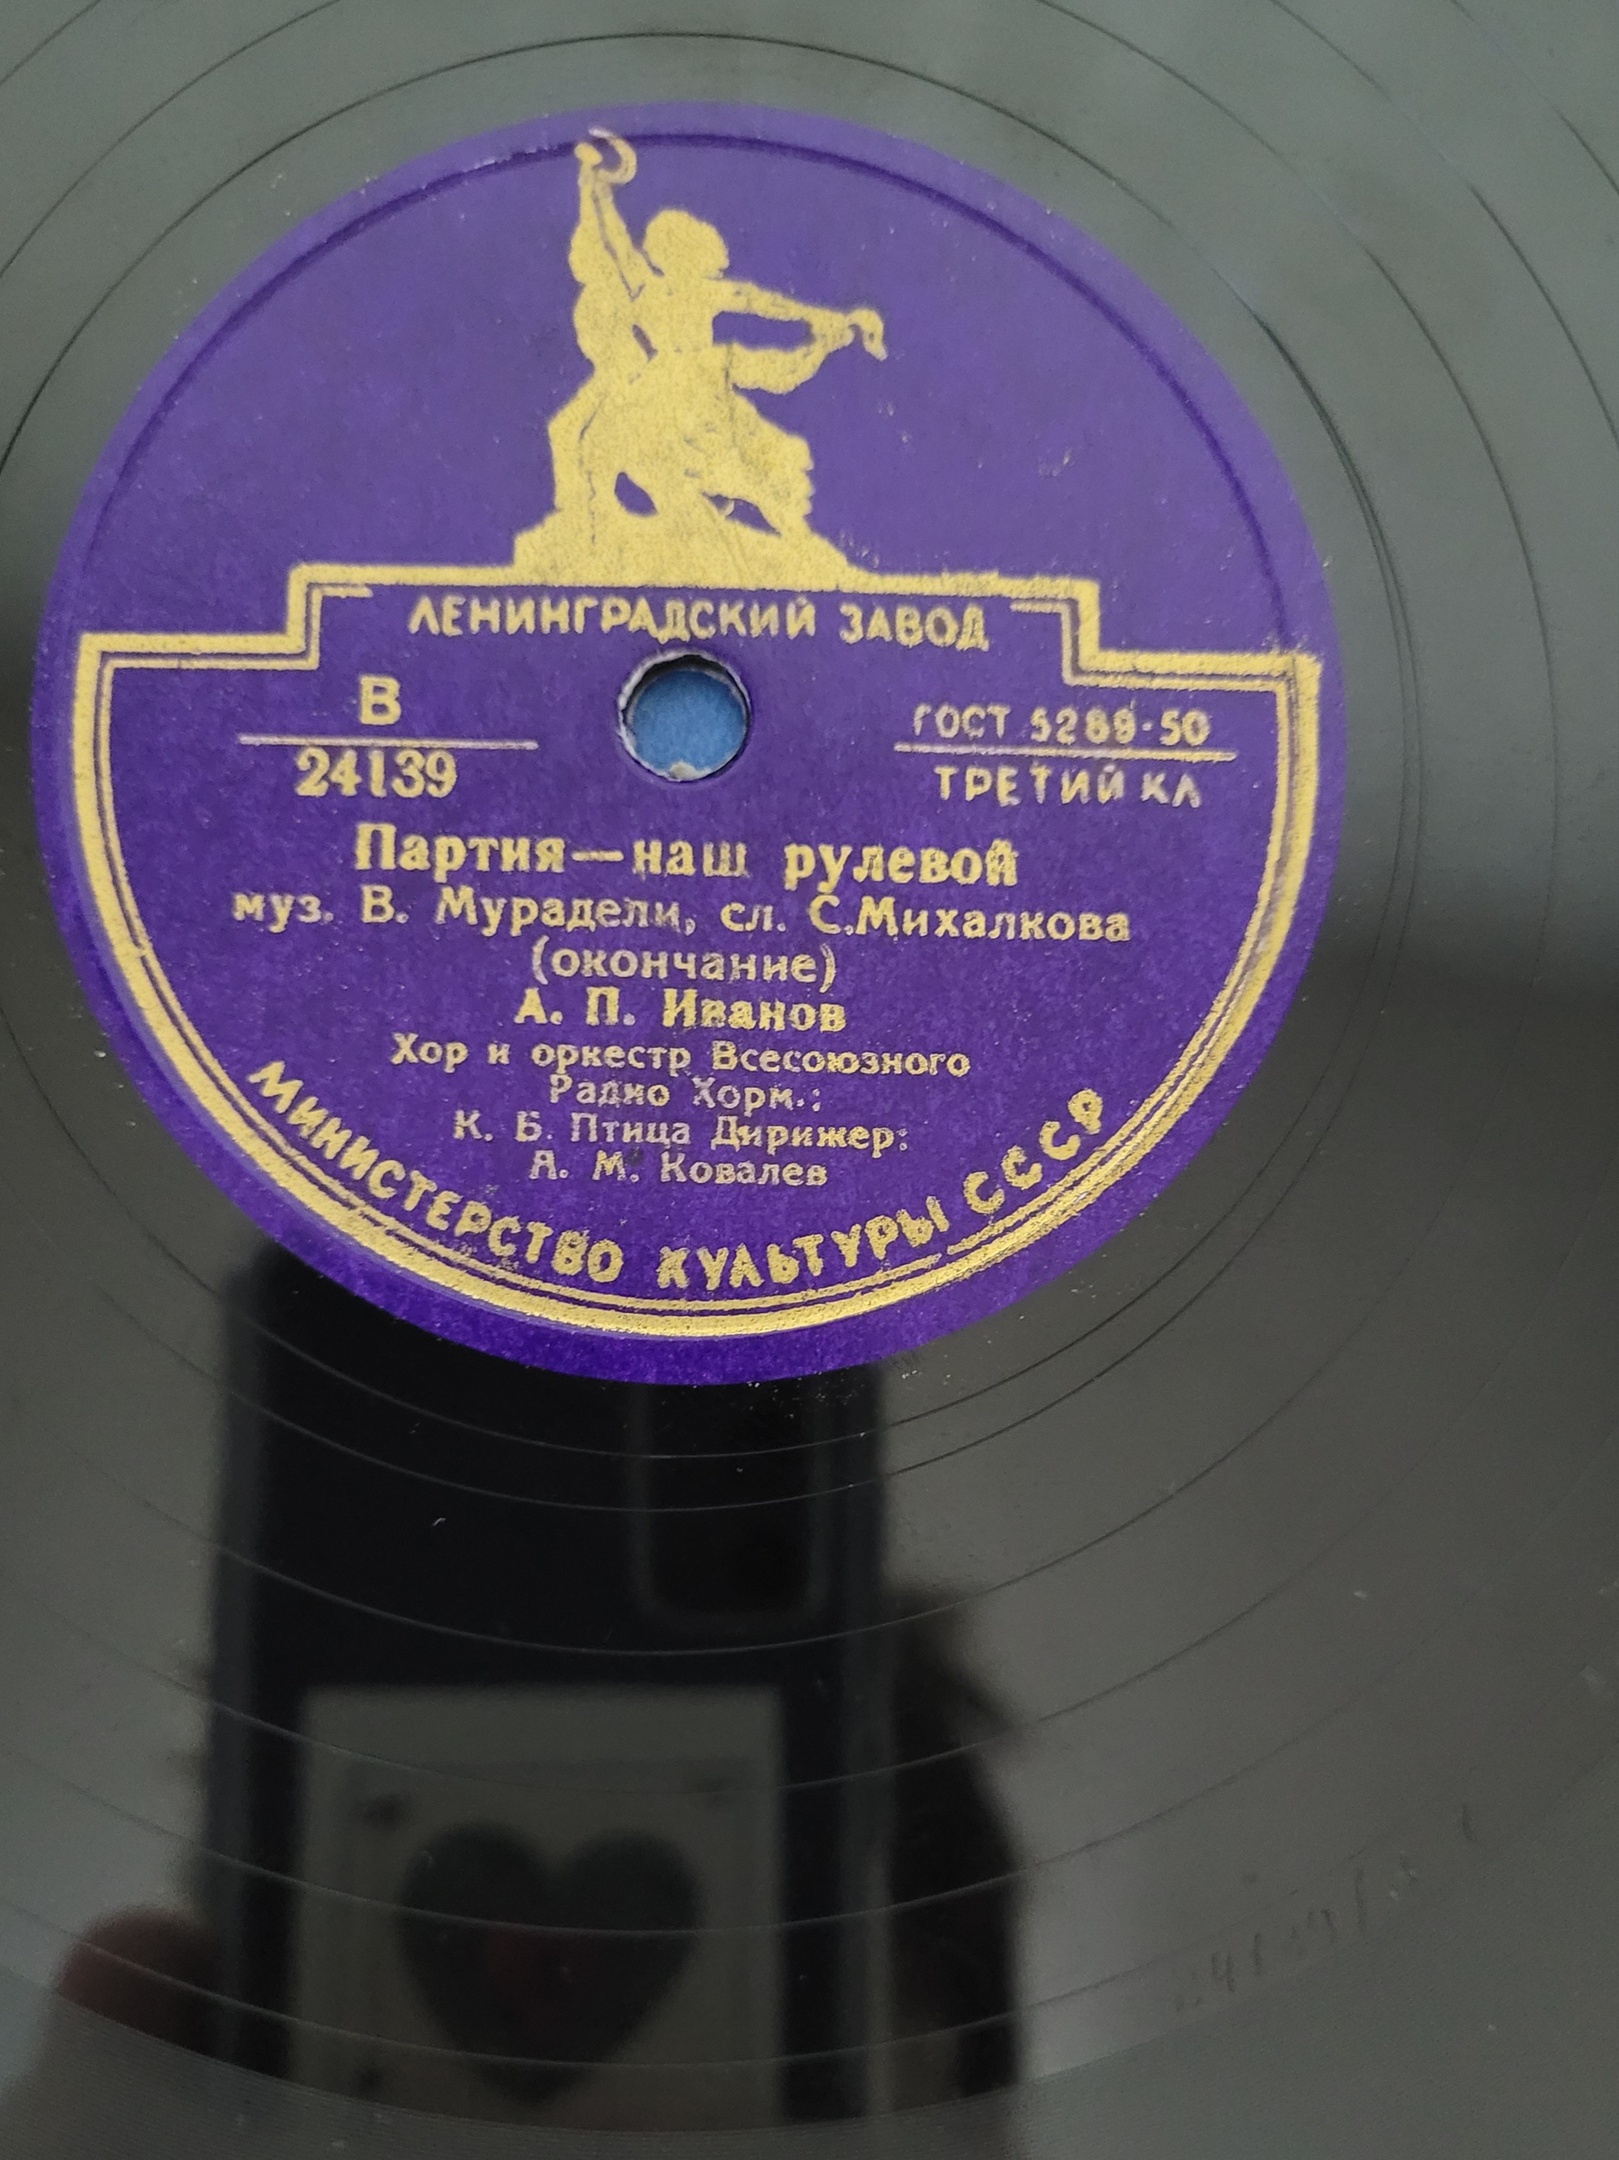 ЛЕНИНГРАДСКИЙ ЗАВОД
В
24139
ГОСТ 5289-50
ТРЕТИЙ КЛ
Партия—наш рулевой
муз. В. Мурадели, сл. С.Михалкова
(окончание)
А. П. Иванов
Хор и оркестр Всесоюзного
Радио Хорм.:
К. Б. Птица Дирижер:
А. М. Ковалев
МИНИСТЕРСТВО КУЛЬТУРЫ СССР